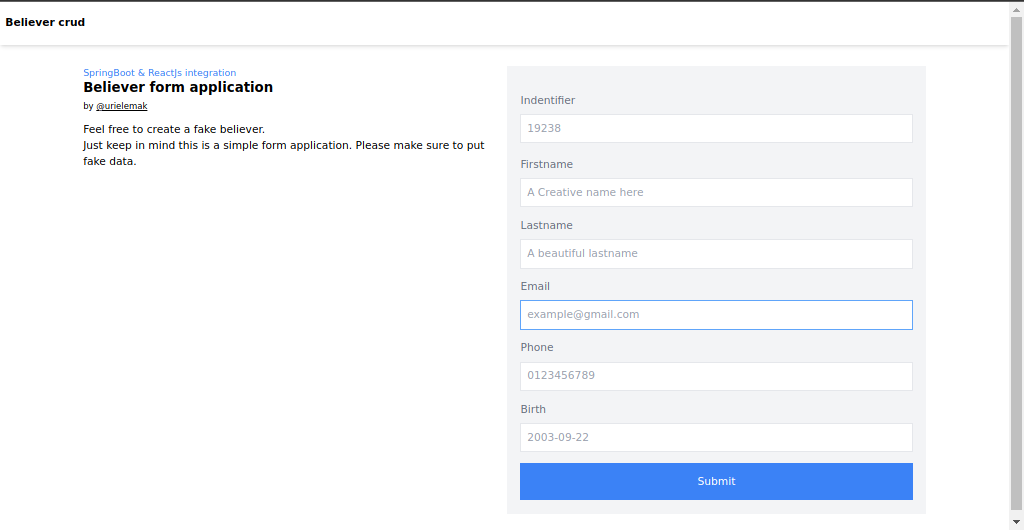 Believer crud
SpringBoot & ReactJs integration
Believer form application
by @urielemak
Feel free to create a fake believer.
Just keep in mind this is a simple form application. Please make sure to put
fake data.
Indentifier
19238
Firstname
A Creative name here
Lastname
A beautiful lastname
Email
example@gmail.com
Phone
0123456789
Birth
2003-09-22
Submit